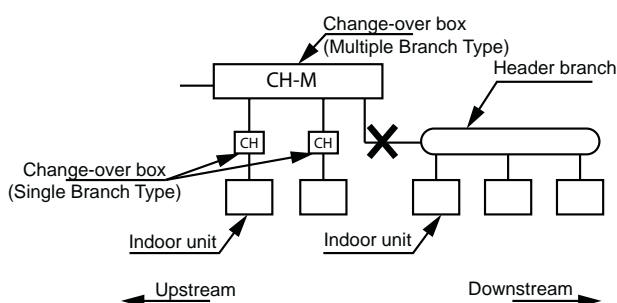 Change-over box
(Multiple Branch Type)
Header branch
CH-M
CH
CH
Change-over box
(Single Branch Type)
Indoor unit
Indoor unit
Upstream
Downstream